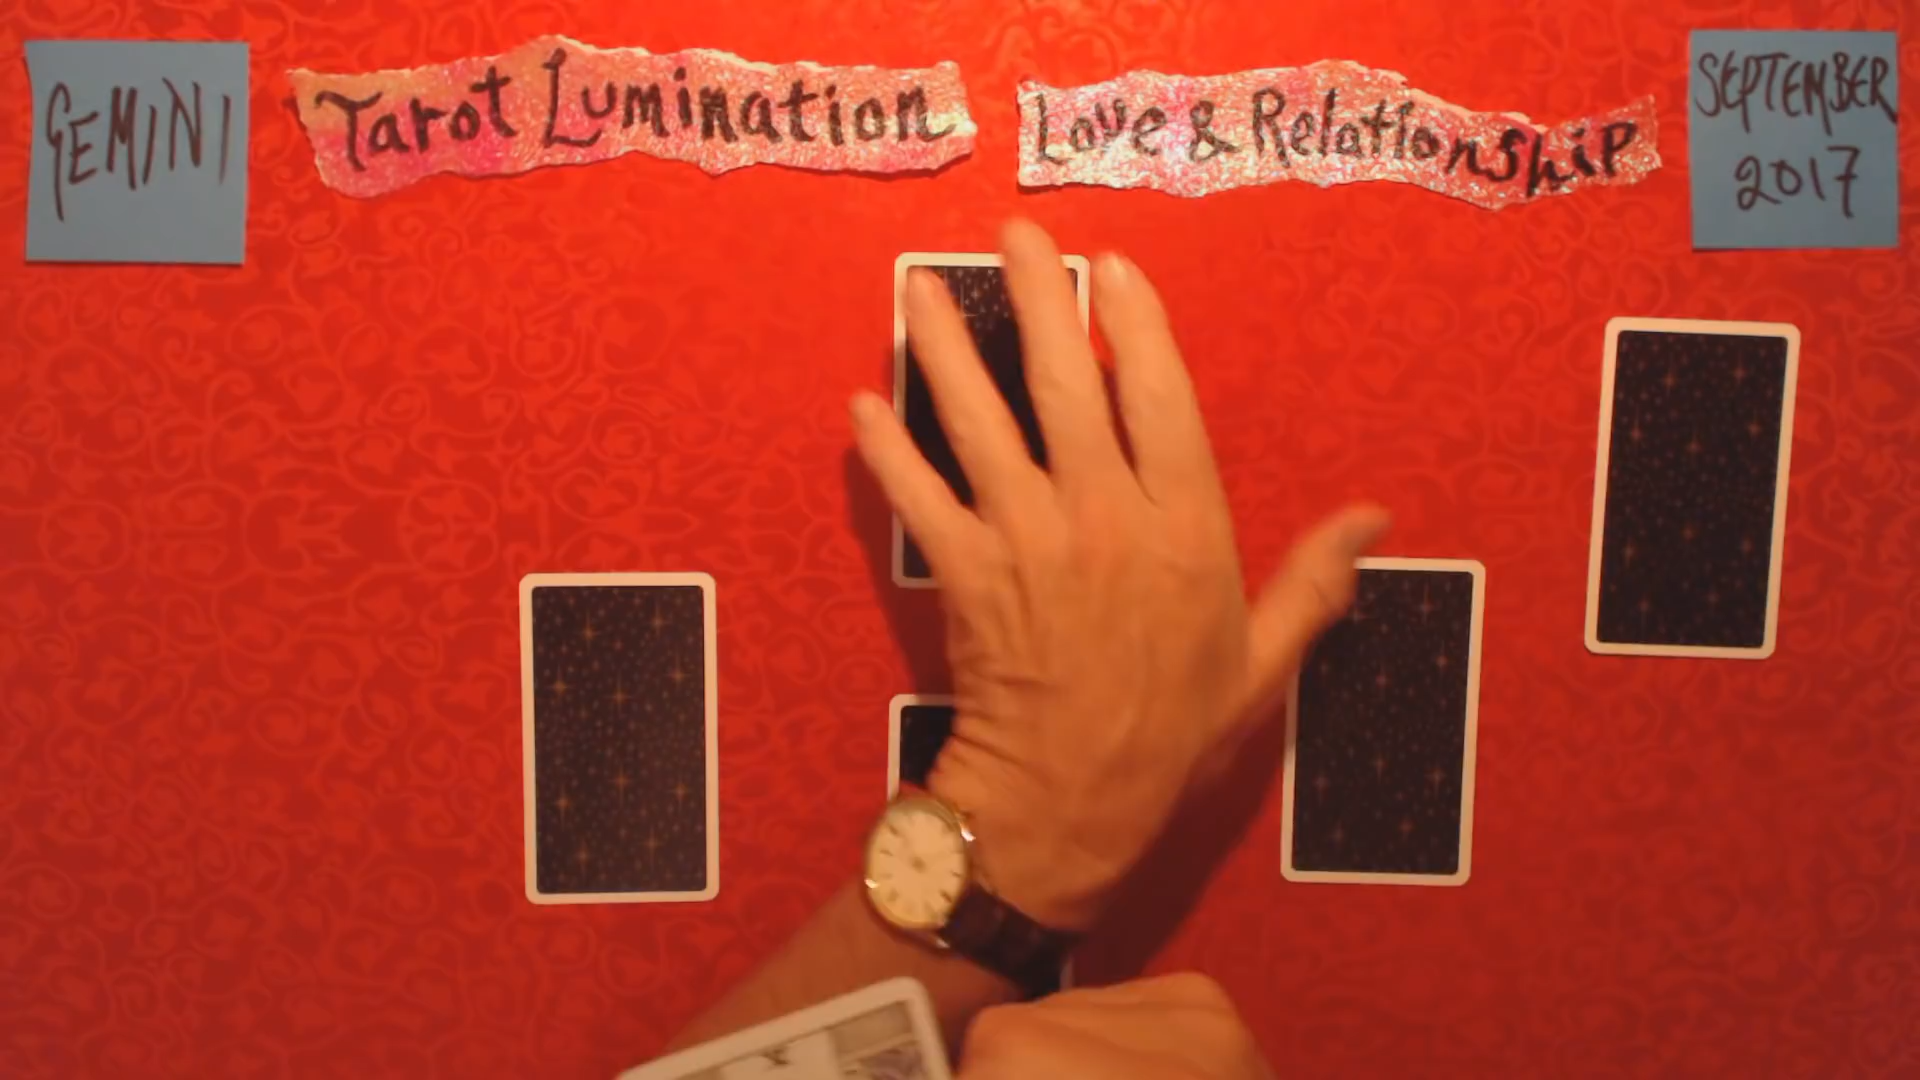 GEMINI
Tarot Lumination
Love & Relationship
SEPTEMBER
2017